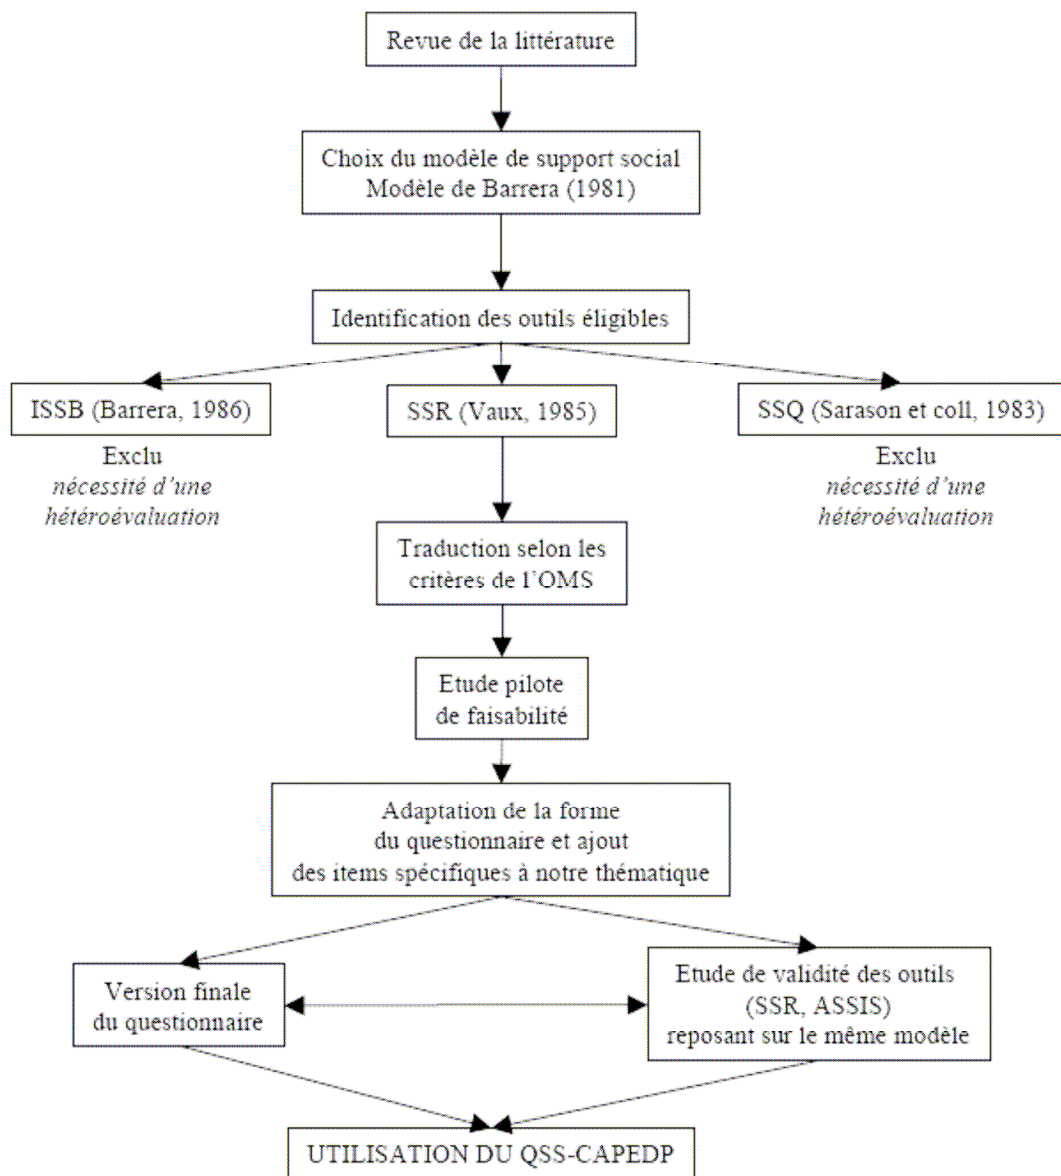 Revue de la littérature
Choix du modèle de support social
Modèle de Barrera (1981)
Identification des outils éligibles
ISSB (Barrera, 1986)
Exclu
nécessité d’une
hétéroévaluation
SSR (Vaux, 1985)
SSQ (Sarason et coll, 1983)
Exclu
nécessité d’une
hétéroévaluation
Traduction selon les
critères de l’OMS
Etude pilote
de faisabilité
Adaptation de la forme
du questionnaire et ajout
des items spécifiques à notre thématique
Version finale
du questionnaire
Etude de validité des outils
(SSR, ASSIS)
reposant sur le même modèle
UTILISATION DU QSS-CAPEDP